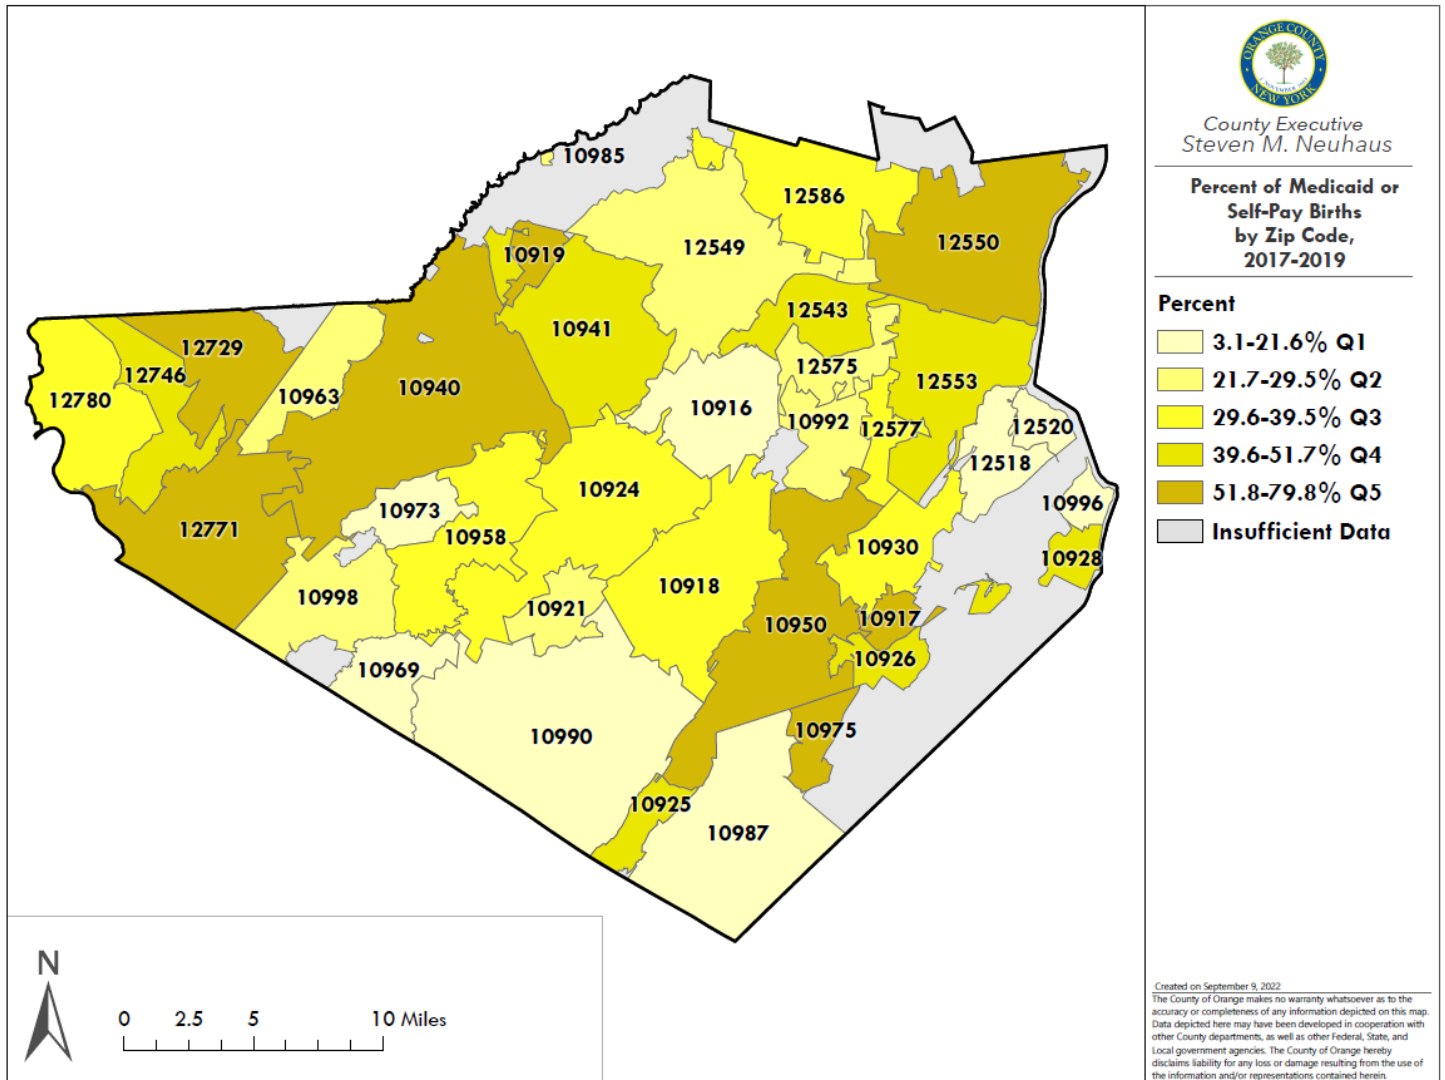 ORANGE COUNTY
NEW YORK
County Executive
Steven M. Neuhaus
Percent of Medicaid or
Self-Pay Births
by Zip Code,
2017-2019
Percent
3.1-21.6% Q1
21.7-29.5% Q2
29.6-39.5% Q3
39.6-51.7% Q4
51.8-79.8% Q5
Insufficient Data
10985
12586
12549
12550
10919
10941
12543
12729
12746
12780
10963
10940
12575
12553
10916
10992
12577
12520
12518
10924
10996
10973
12771
10958
10930
10928
10918
10998
10921
10950
10917
10926
10969
10990
10975
10925
10987
N
0 2.5 5 10 Miles
Created on September 9, 2022
The County of Orange makes no warranty whatsoever as to the
accuracy or completeness of any information depicted on this map.
Data depicted here may have been developed in cooperation with
other County departments, as well as other Federal, State, and
Local government agencies. The County of Orange hereby
disclaims liability for any loss or damage resulting from the use of
the information and/or representations contained herein.